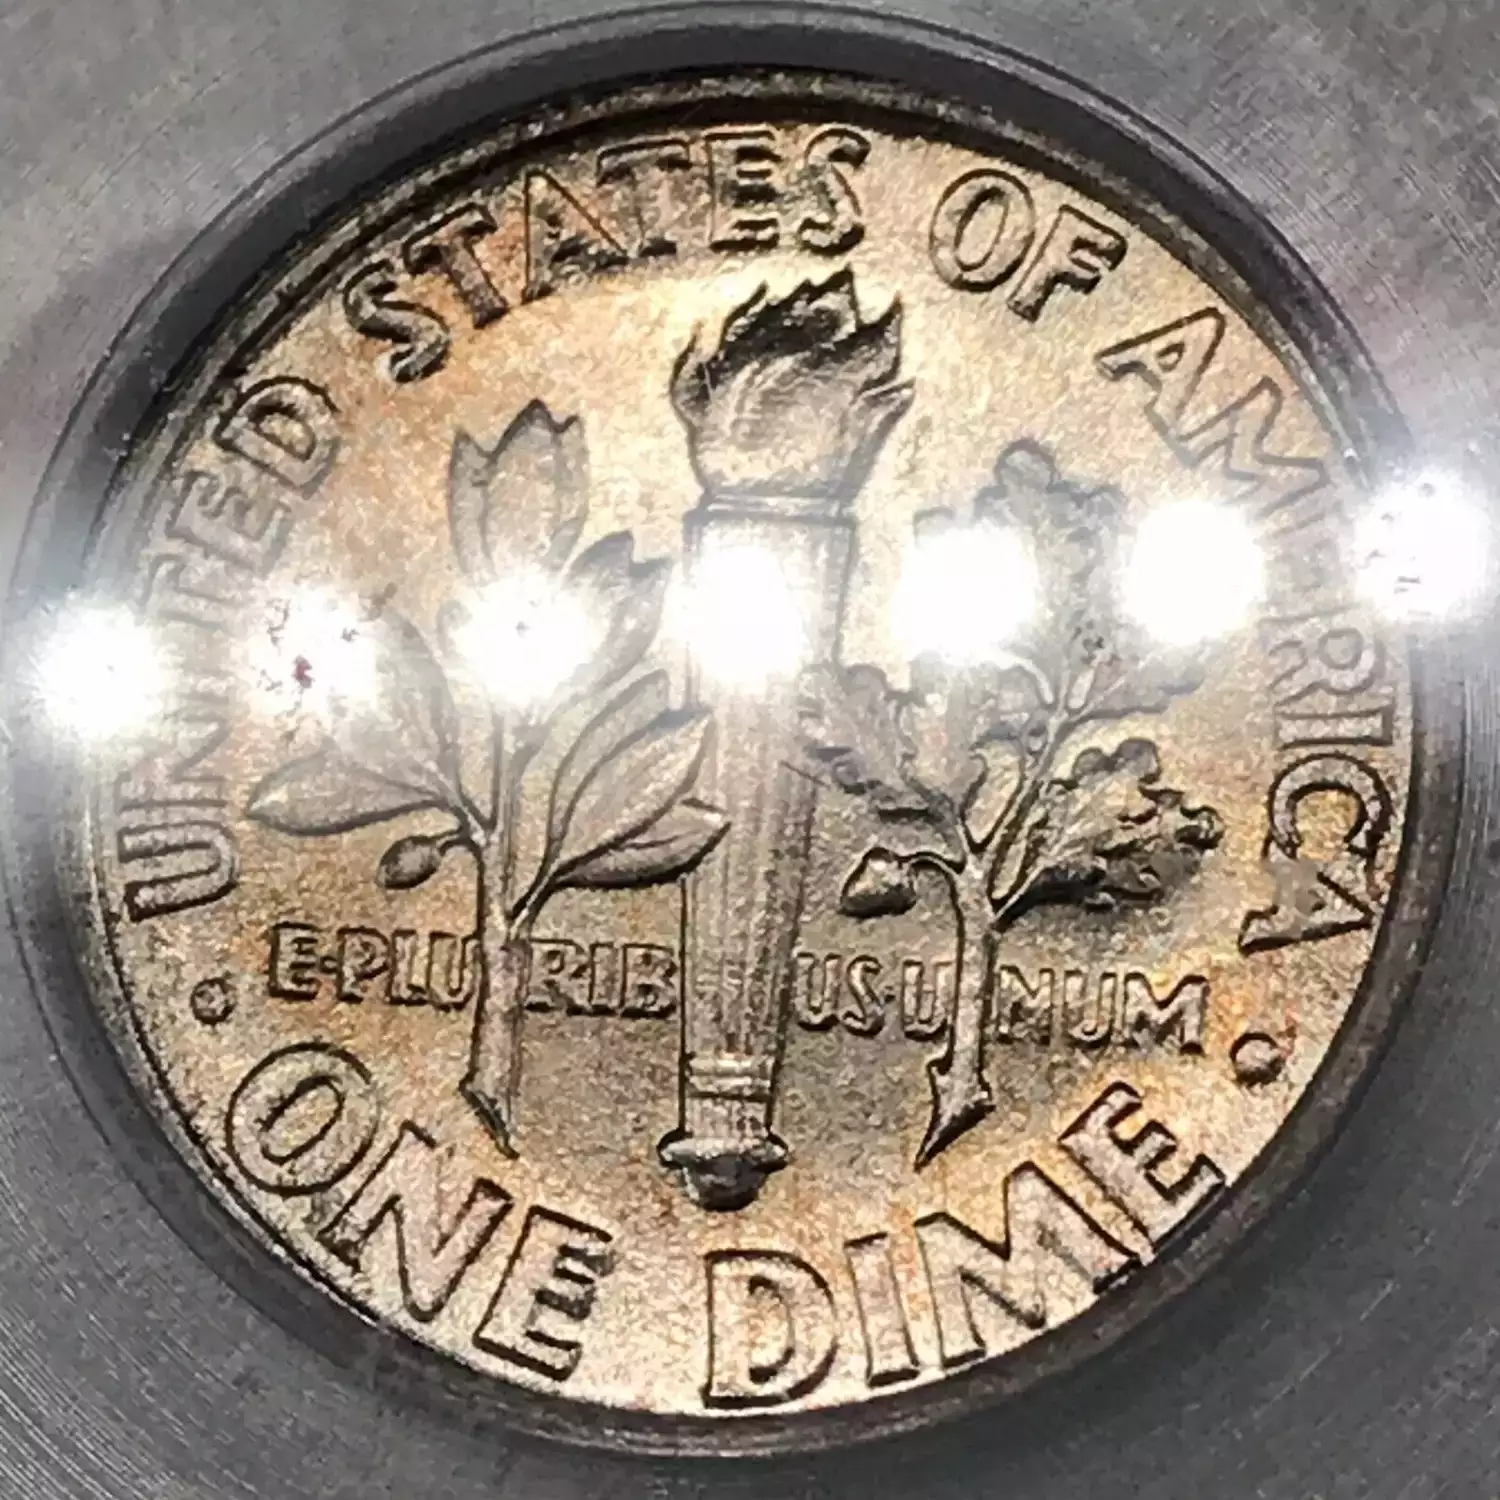 UNITED STATES OF AMERICA
E·PLURIBUS·UNUM
· ONE DIME ·